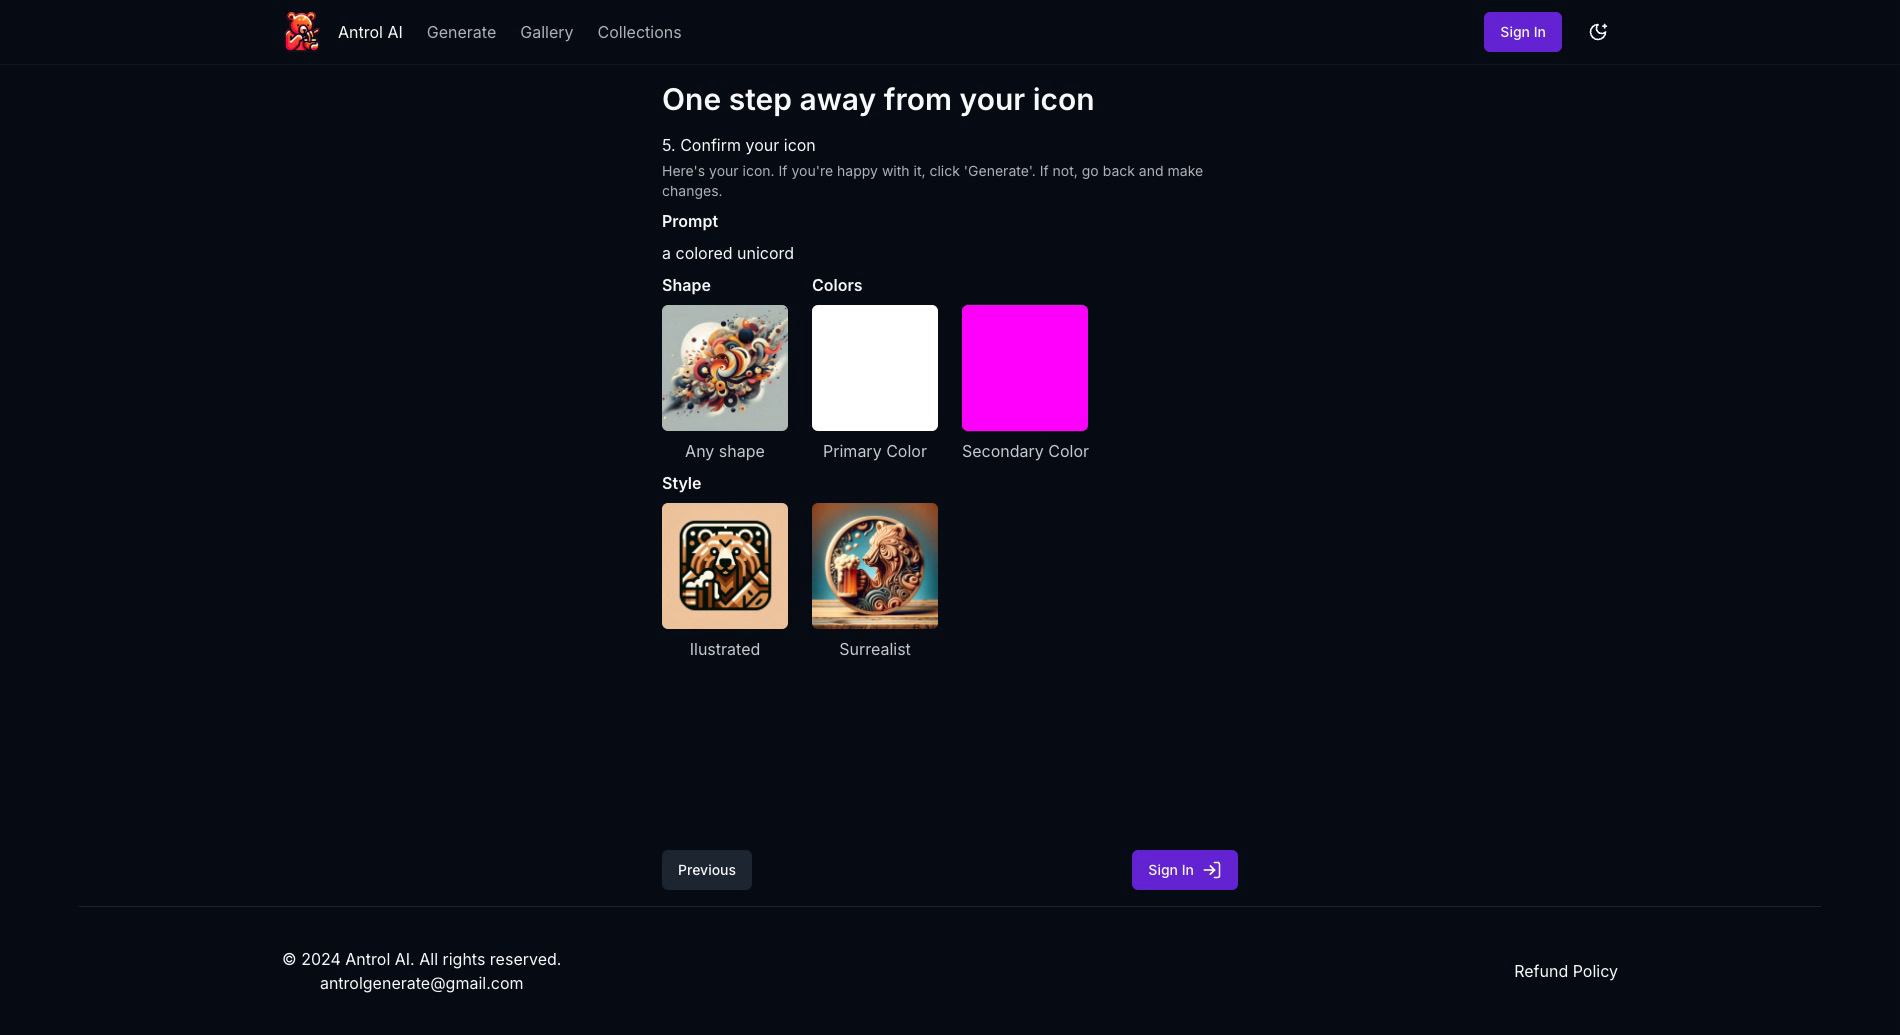 Antrol AI
Generate
Gallery
Collections
Sign In
One step away from your icon
5. Confirm your icon
Here's your icon. If you're happy with it, click 'Generate'. If not, go back and make
changes.
Prompt
a colored unicord
Shape
Colors
Any shape
Primary Color
Secondary Color
Style
Ilustrated
Surrealist
Previous
Sign In
© 2024 Antrol AI. All rights reserved.
antrolgenerate@gmail.com
Refund Policy